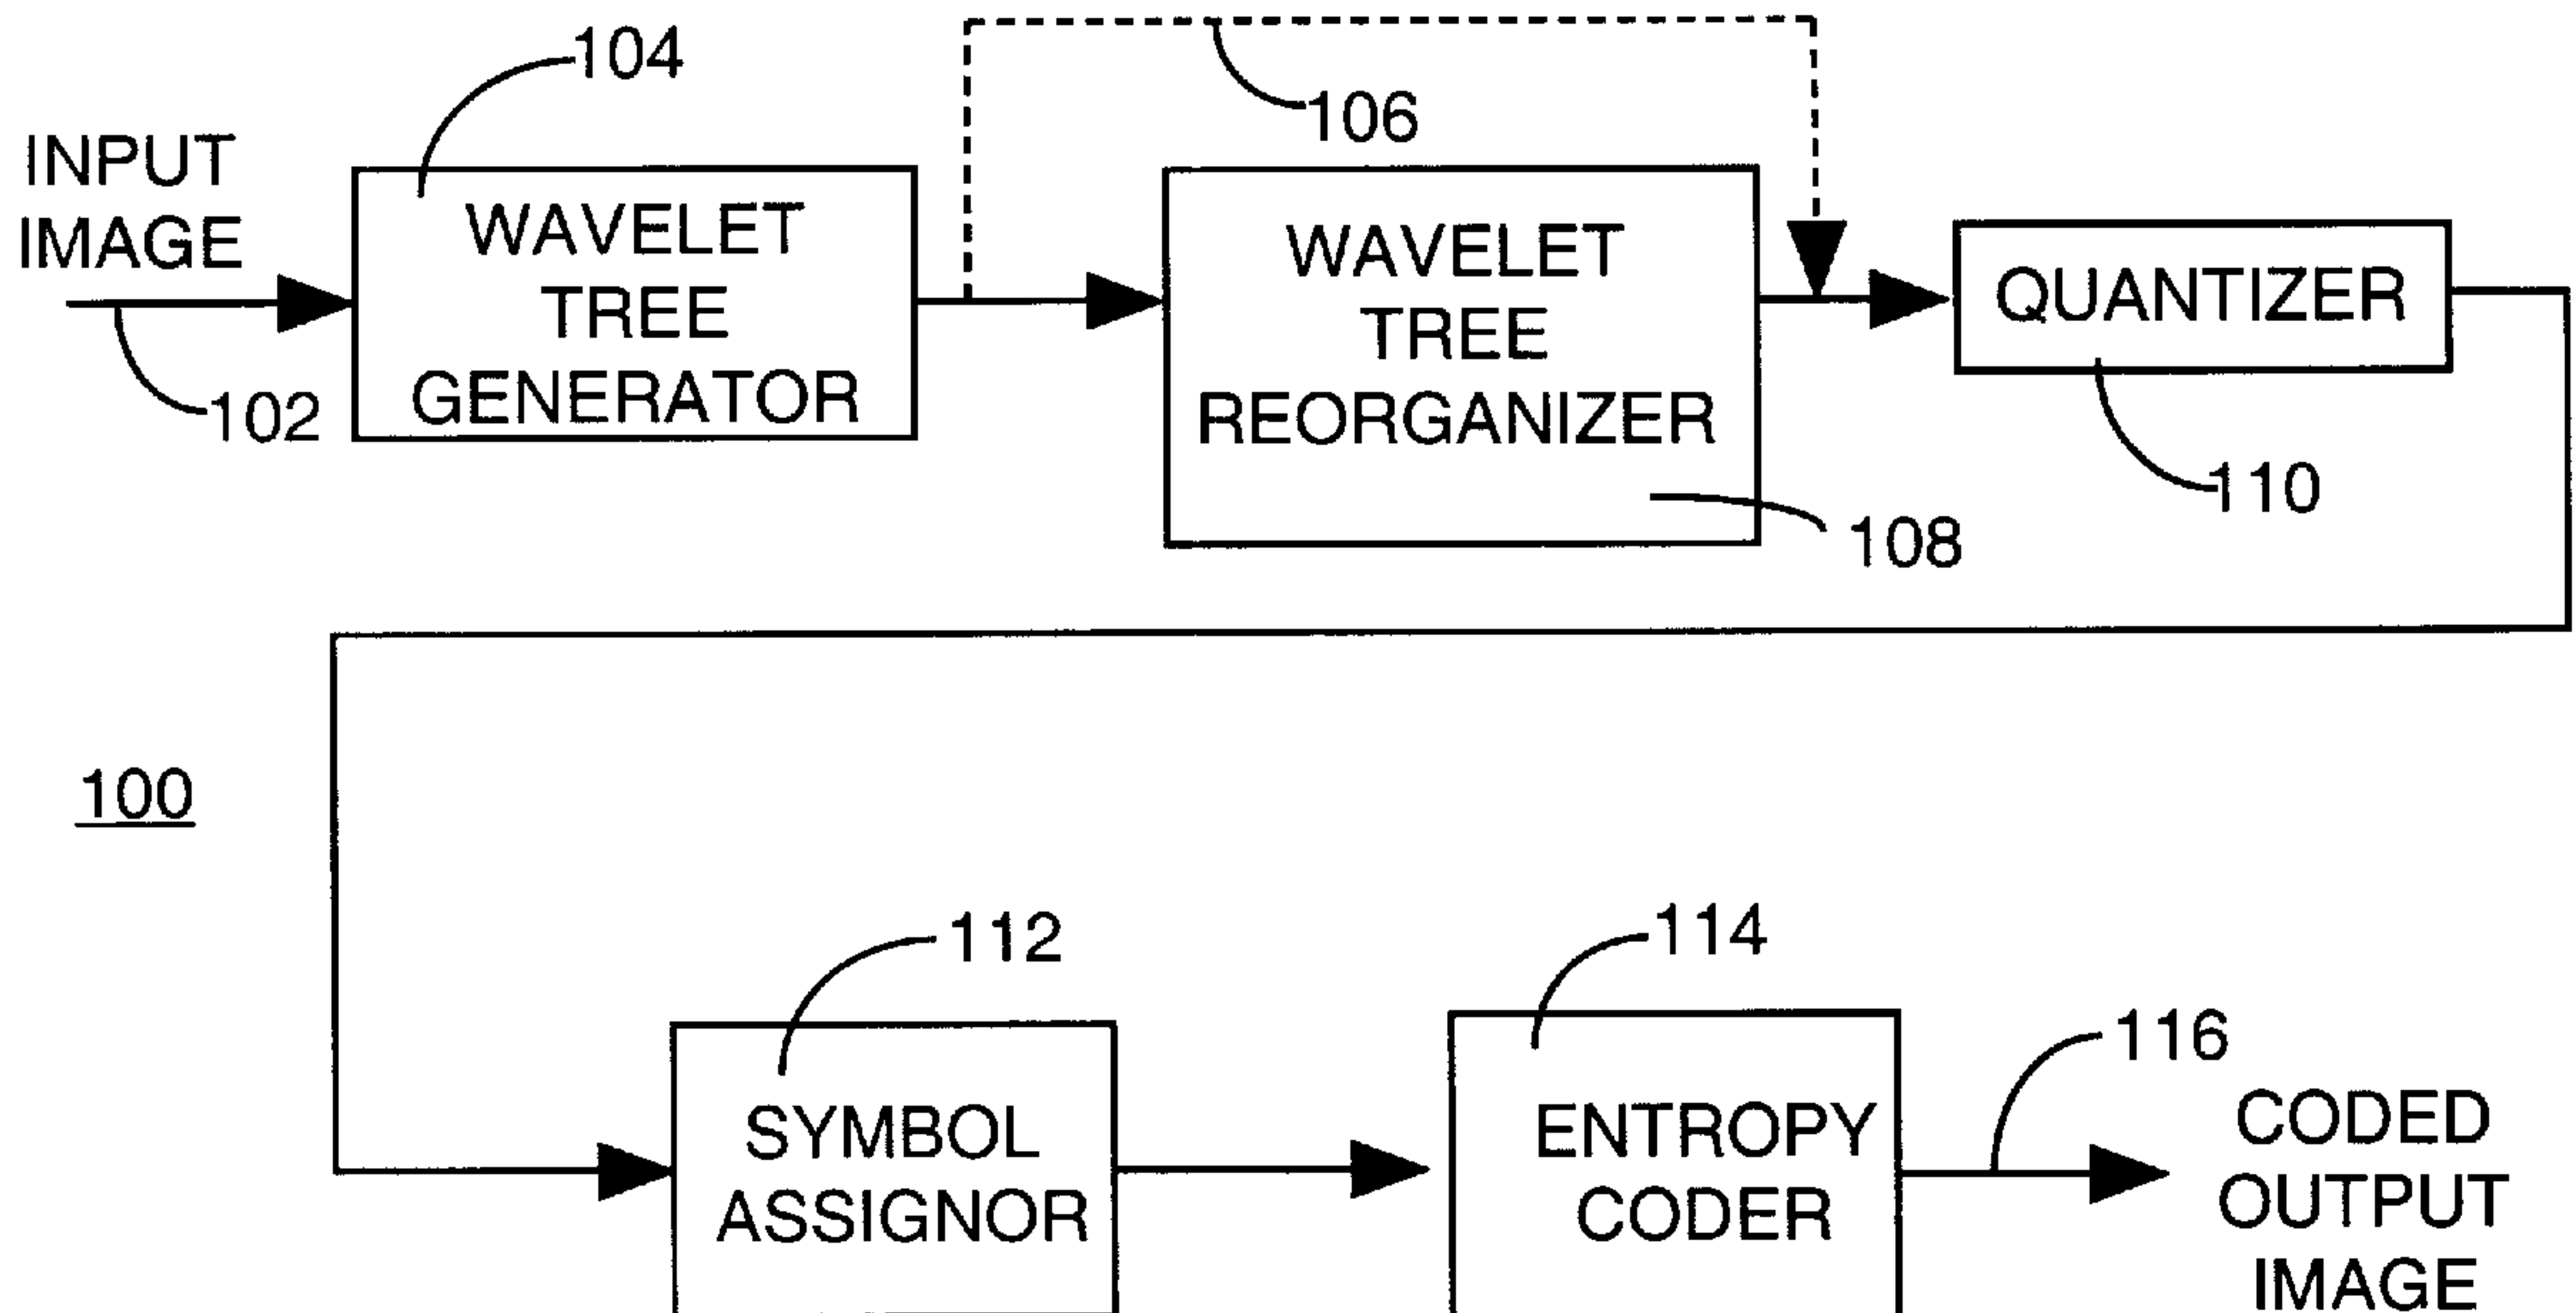 104
106
INPUT
IMAGE
102
WAVELET
TREE
GENERATOR
WAVELET
TREE
REORGANIZER
108
QUANTIZER
110
100
112
SYMBOL
ASSIGNOR
114
ENTROPY
CODER
116
CODED
OUTPUT
IMAGE